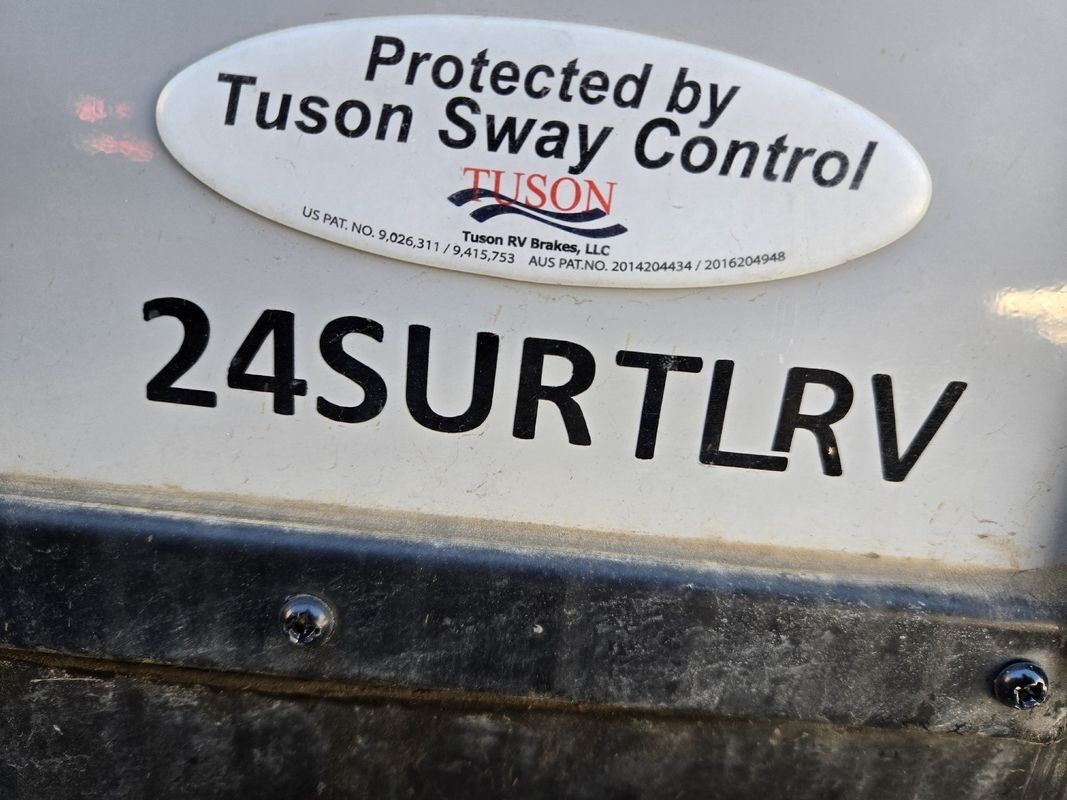 Protected by
Tuson Sway Control
TUSON
Tuson RV Brakes, LLC
US PAT. NO. 9,026,311 / 9,415,753 AUS PAT.NO. 2014204434 / 2016204948
24SURTLRV